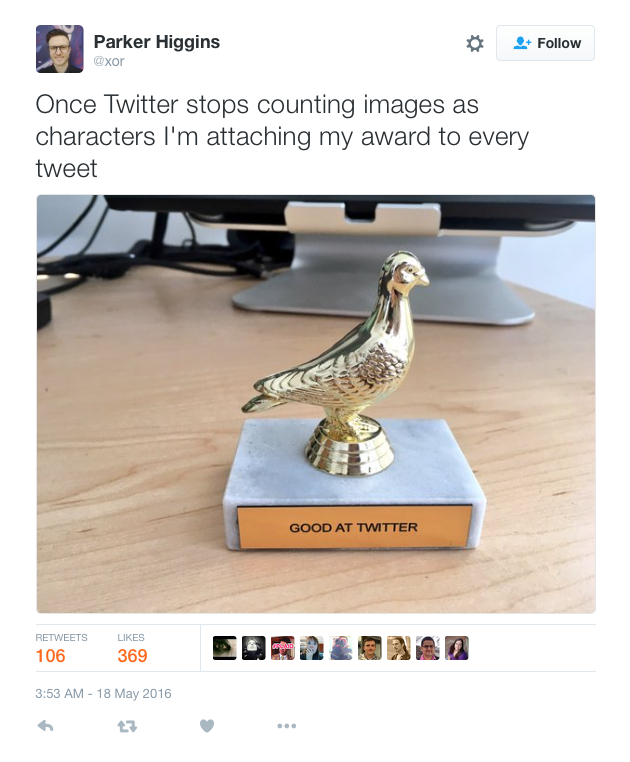 Parker Higgins
@xor
Follow
Once Twitter stops counting images as
characters I'm attaching my award to every
tweet
GOOD AT TWITTER
RETWEETS
106
LIKES
369
3:53 AM - 18 May 2016